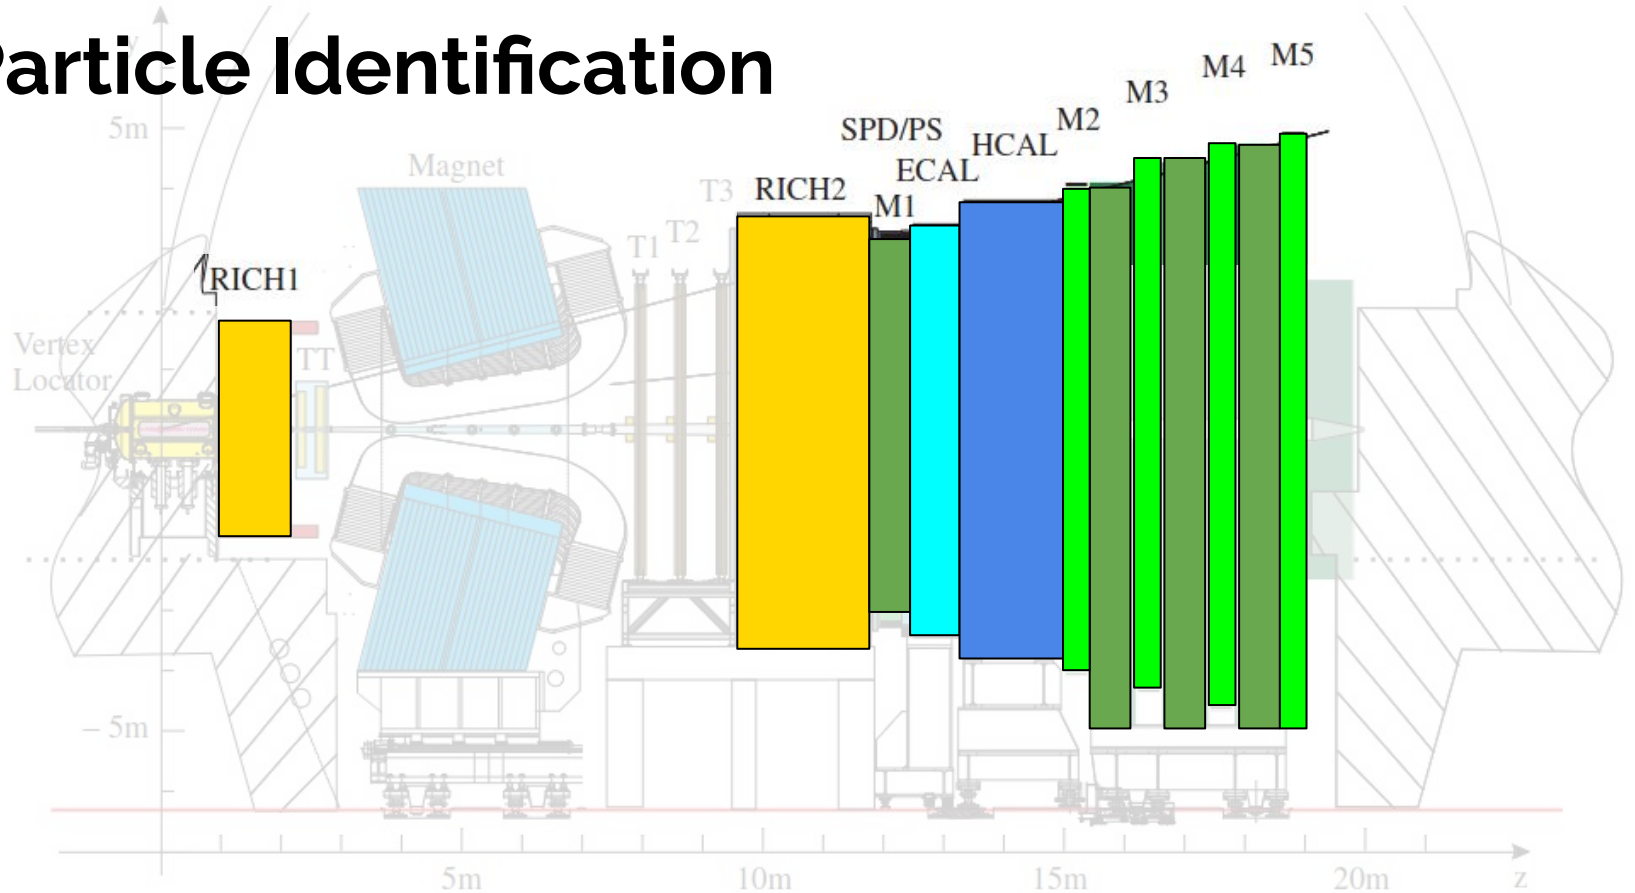 Particle Identification
y
5m
Magnet
SPD/PS
ECAL
HCAL
M2
M3
M4
M5
T3
RICH2
M1
T1
T2
RICH1
Vertex
Locator
TT
– 5m
5m
10m
15m
20m
z